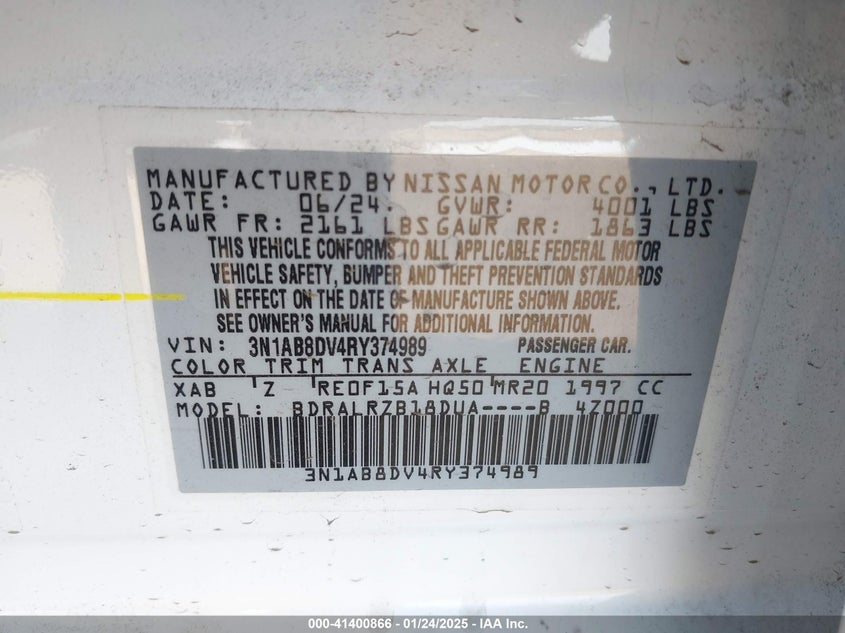 MANUFACTURED BY NISSAN MOTOR CO., LTD.
DATE: 06/24. GVWR: 4001 LBS
GAWR FR: 2161 LBS GAWR RR: 1863 LBS
THIS VEHICLE CONFORMS TO ALL APPLICABLE FEDERAL MOTOR
VEHICLE SAFETY, BUMPER AND THEFT PREVENTION STANDARDS
IN EFFECT ON THE DATE OF MANUFACTURE SHOWN ABOVE.
SEE OWNER'S MANUAL FOR ADDITIONAL INFORMATION.
VIN: 3N1AB8DV4RY374989 PASSENGER CAR.
COLOR TRIM TRANS AXLE ENGINE
XAB Z RE0F15A HQ50 MR20 1997 CC
MODEL: BDRALRZB18DUA----B 4Z000
3N1AB8DV4RY374989
000-41400866 - 01/24/2025 - IAA Inc.